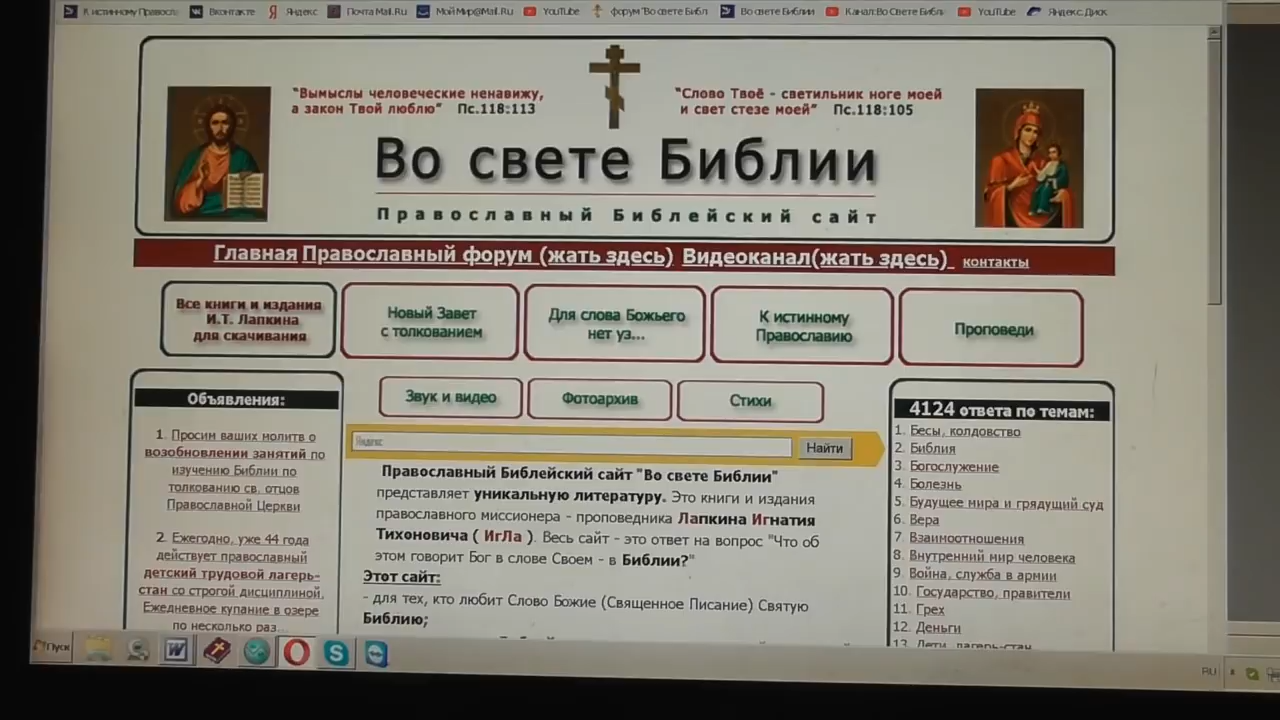 К истинному Правосл
Вконтакте
Яндекс
Почта Mail.Ru
Мой Мир@Mail.Ru
YouTube
форум "Во свете Библ
Во свете Библии
Канал:Во Свете Библи
YouTube
Яндекс.Диск
"Вымыслы человеческие ненавижу,
а закон Твой люблю" Пс.118:113
"Слово Твоё - светильник ноге моей
и свет стезе моей" Пс.118:105
Во свете Библии
Православный Библейский сайт
Главная Православный форум (жать здесь) Видеоканал(жать здесь) контакты
Все книги и издания
И.Т. Лапкина
для скачивания
Новый Завет
с толкованием
Для слова Божьего
нет уз...
К истинному
Православию
Проповеди
Звук и видео
Фотоархив
Стихи
Объявления:
1. Просим ваших молитв о
возобновлении занятий по
изучению Библии по
толкованию св. отцов
Православной Церкви
2. Ежегодно, уже 44 года
действует православный
детский трудовой лагерь-
стан со строгой дисциплиной.
Ежедневное купание в озере
по несколько раз...
Яндекс
Найти
Православный Библейский сайт "Во свете Библии"
представляет уникальную литературу. Это книги и издания
православного миссионера - проповедника Лапкина Игнатия
Тихоновича ( ИгЛа ). Весь сайт - это ответ на вопрос "Что об
этом говорит Бог в слове Своем - в Библии?"
Этот сайт:
- для тех, кто любит Слово Божие (Священное Писание) Святую
Библию;
4124 ответа по темам:
1. Бесы, колдовство
2. Библия
3. Богослужение
4. Болезнь
5. Будущее мира и грядущий суд
6. Вера
7. Взаимоотношения
8. Внутренний мир человека
9. Война, служба в армии
10. Государство, правители
11. Грех
12. Деньги
13. Дети, лагерь-стан
Пуск
RU